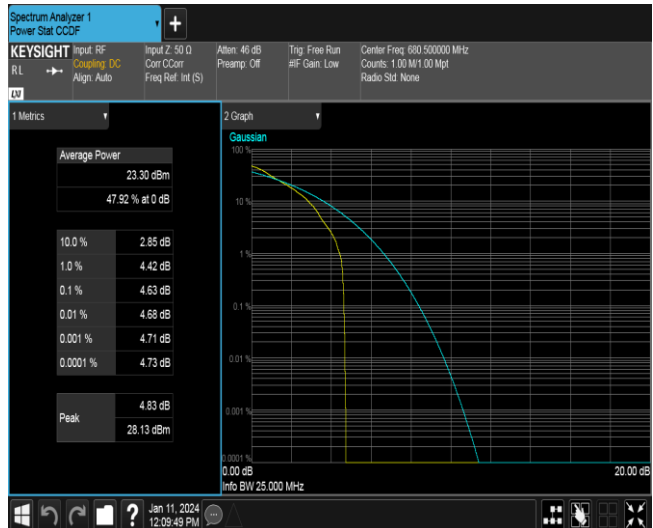 Spectrum Analyzer 1
Power Stat CCDF
KEYSIGHT
RL
LXI
Input: RF
Coupling: DC
Align: Auto
Input Z: 50 Ω
Corr CCorr
Freq Ref: Int (S)
Atten: 46 dB
Preamp: Off
Trig: Free Run
#IF Gain: Low
Center Freq: 680.500000 MHz
Counts: 1.00 M/1.00 Mpt
Radio Std: None
1 Metrics
Average Power
23.30 dBm
47.92 % at 0 dB
10.0 % 2.85 dB
1.0 % 4.42 dB
0.1 % 4.63 dB
0.01 % 4.68 dB
0.001 % 4.71 dB
0.0001 % 4.73 dB
Peak
4.83 dB
28.13 dBm
2 Graph
Gaussian
100 %
10 %
1 %
0.1 %
0.01 %
0.001 %
0.0001 %
0.00 dB
20.00 dB
Info BW 25.000 MHz
?
Jan 11, 2024
12:09:49 PM